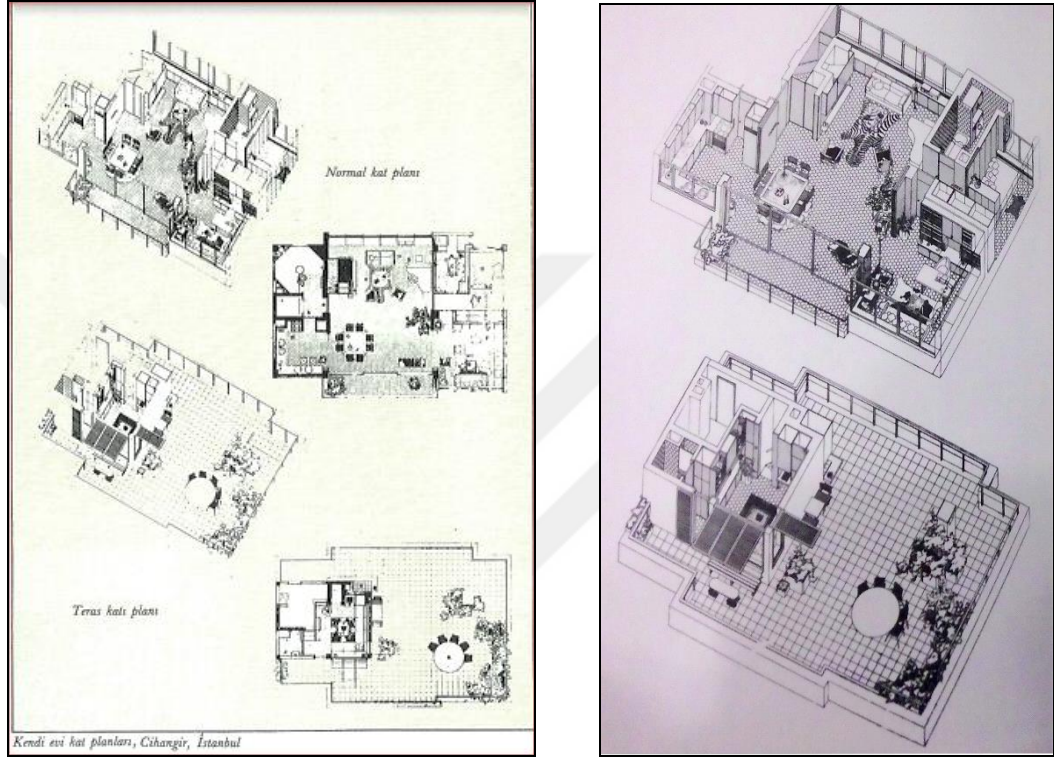 Normal kat planı
Teras katı planı
Kendi evi kat planları, Cihangir, İstanbul